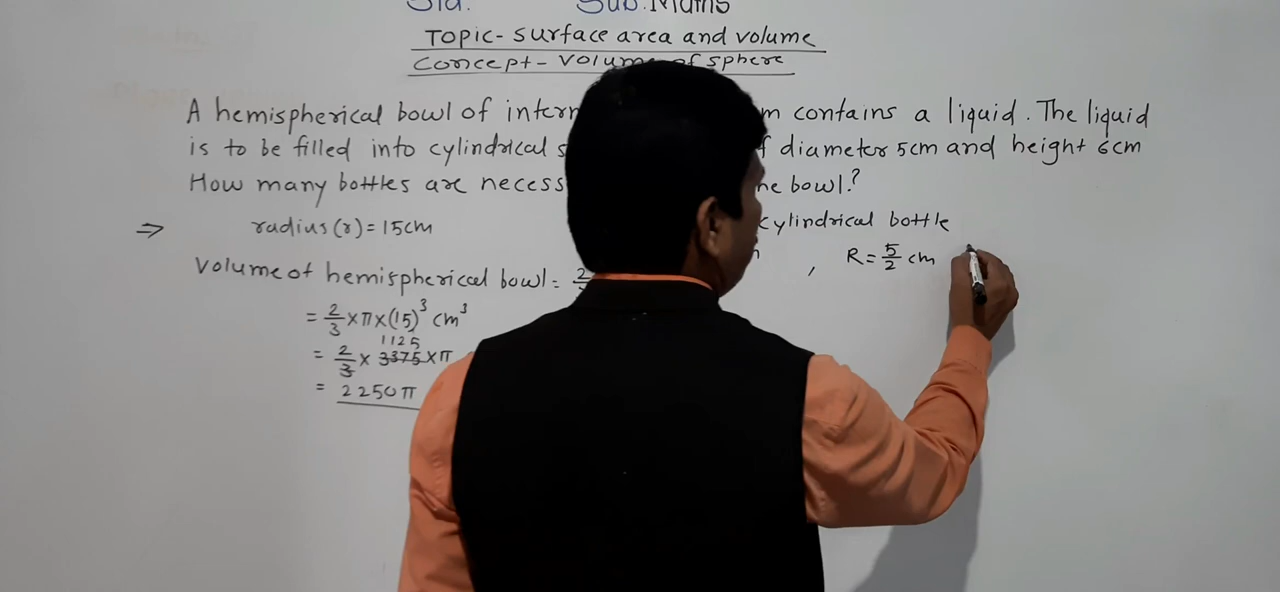 Std. Sub. Maths
Topic- surface area and volume
Concept- Volume of sphere
A hemispherical bowl of intern m contains a liquid. The liquid
is to be filled into cylindrical s f diameter 5cm and height 6cm
How many bottles are necess he bowl?
⇒ radius(r) = 15cm
cylindrical bottle
, R = 5/2 cm
Volume of hemispherical bowl = 2
= 2/3 × π × (15)³ cm³
1125
= 2/3 × 3375 × π
= 2250π